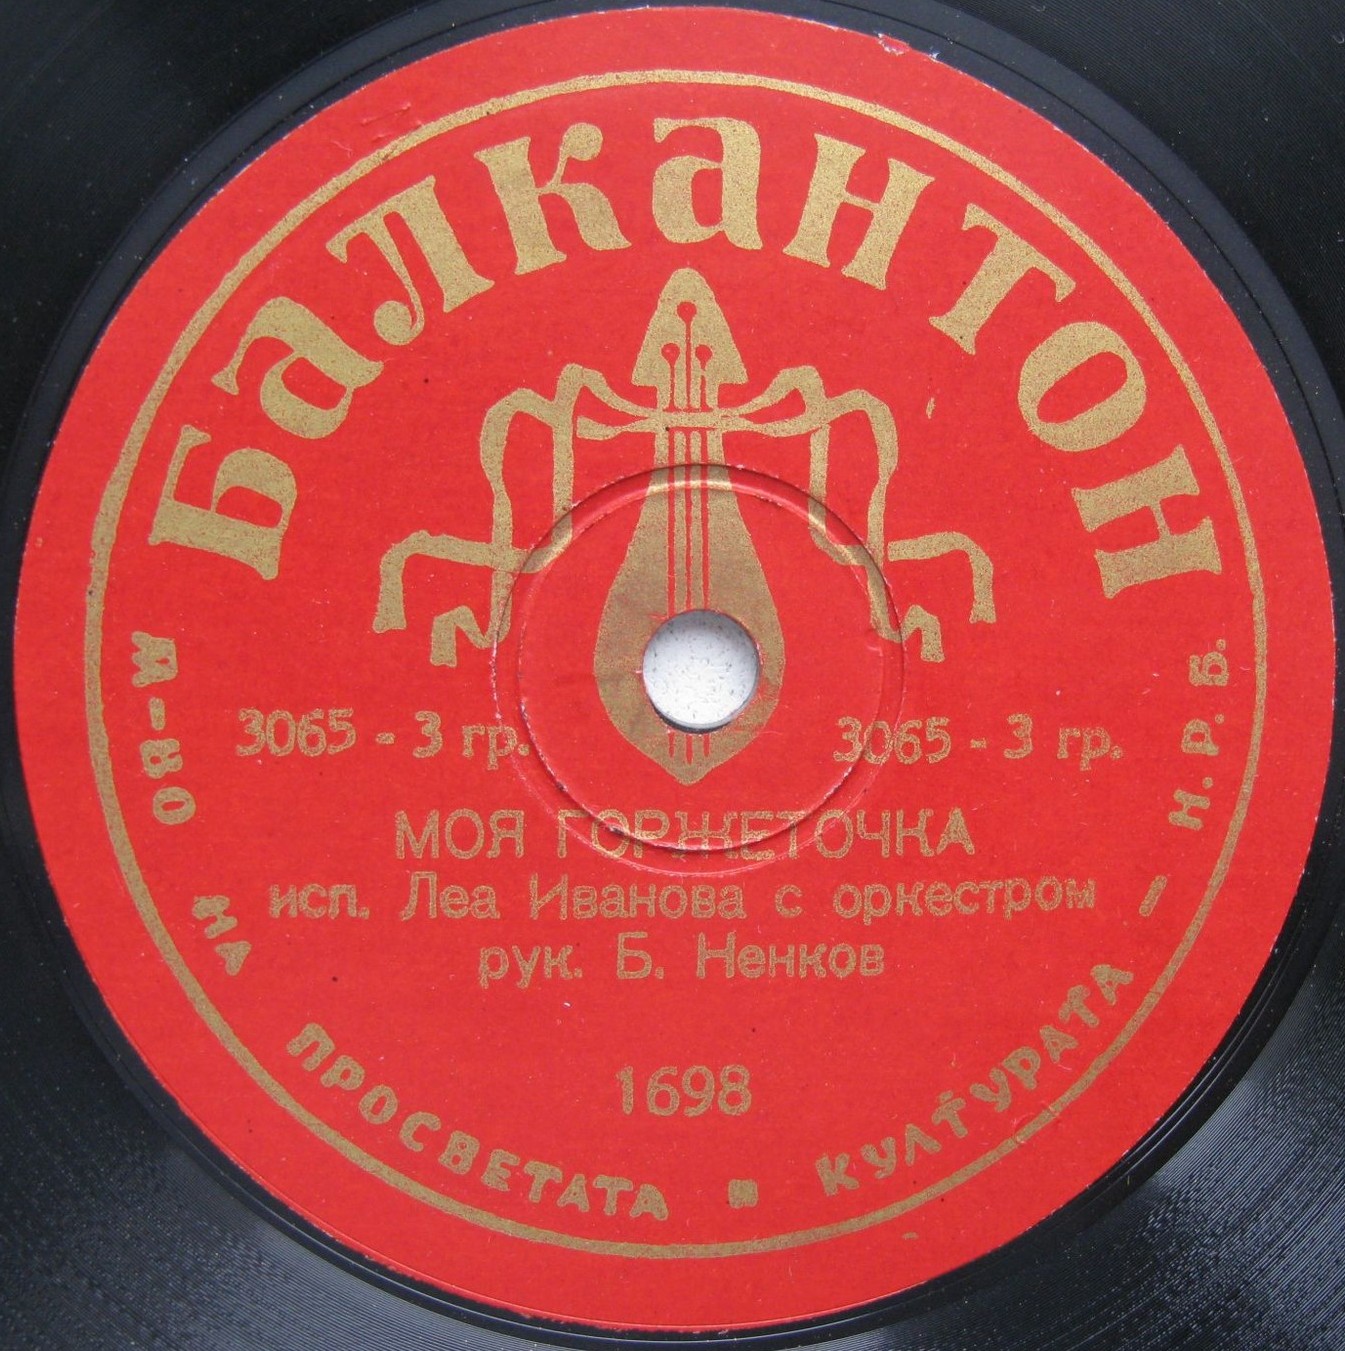 Балкантон
3065 - 3 гр. 3065 - 3 гр.
МОЯ ГОРЖЕТОЧКА
исп. Леа Иванова с оркестром
рук. Б. Ненков
1698
М-ВО НА ПРОСВЕТАТА ▪ КУЛТУРАТА – Н.Р.Б.